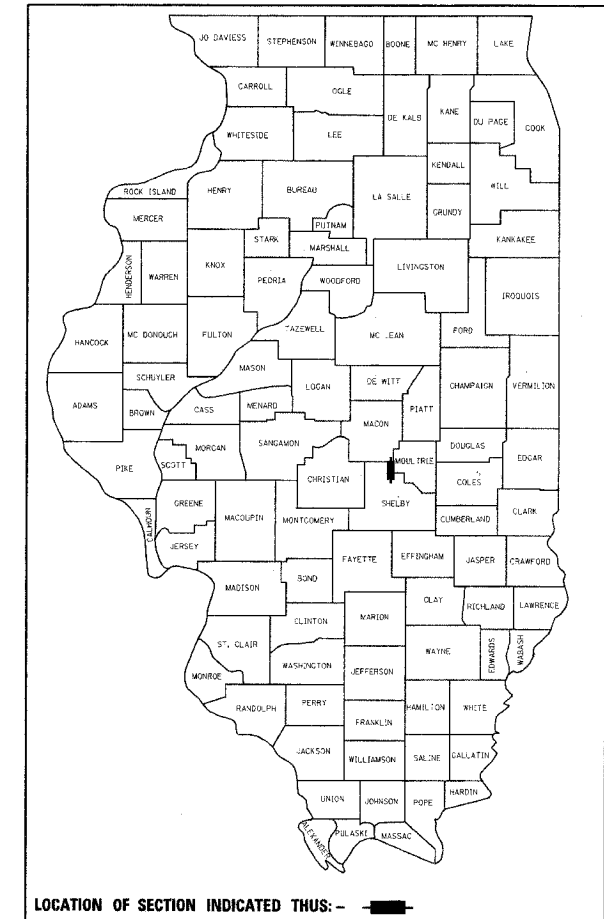 JO DAVIESS STEPHENSON WINNEBAGO BOONE MC HENRY LAKE
CARROLL OGLE DE KALB KANE DU PAGE COOK
WHITESIDE LEE KENDALL WILL
ROCK ISLAND HENRY BUREAU LA SALLE GRUNDY
MERCER PUTNAM KANKAKEE
HENDERSON WARREN KNOX STARK MARSHALL LIVINGSTON
PEORIA WOODFORD IROQUOIS
HANCOCK MC DONOUGH FULTON TAZEWELL MC LEAN FORD
SCHUYLER MASON LOGAN DE WITT CHAMPAIGN VERMILION
ADAMS BROWN CASS MENARD MACON PIATT
PIKE SCOTT MORGAN SANGAMON CHRISTIAN MOULTRIE DOUGLAS EDGAR
COLES
CALHOUN GREENE MACOUPIN MONTGOMERY SHELBY CUMBERLAND CLARK
JERSEY FAYETTE EFFINGHAM JASPER CRAWFORD
MADISON BOND CLAY RICHLAND LAWRENCE
CLINTON MARION
ST. CLAIR WASHINGTON JEFFERSON WAYNE EDWARDS WABASH
MONROE
RANDOLPH PERRY FRANKLIN HAMILTON WHITE
JACKSON WILLIAMSON SALINE GALLATIN
UNION JOHNSON POPE HARDIN
ALEXANDER PULASKI MASSAC
LOCATION OF SECTION INDICATED THUS: -